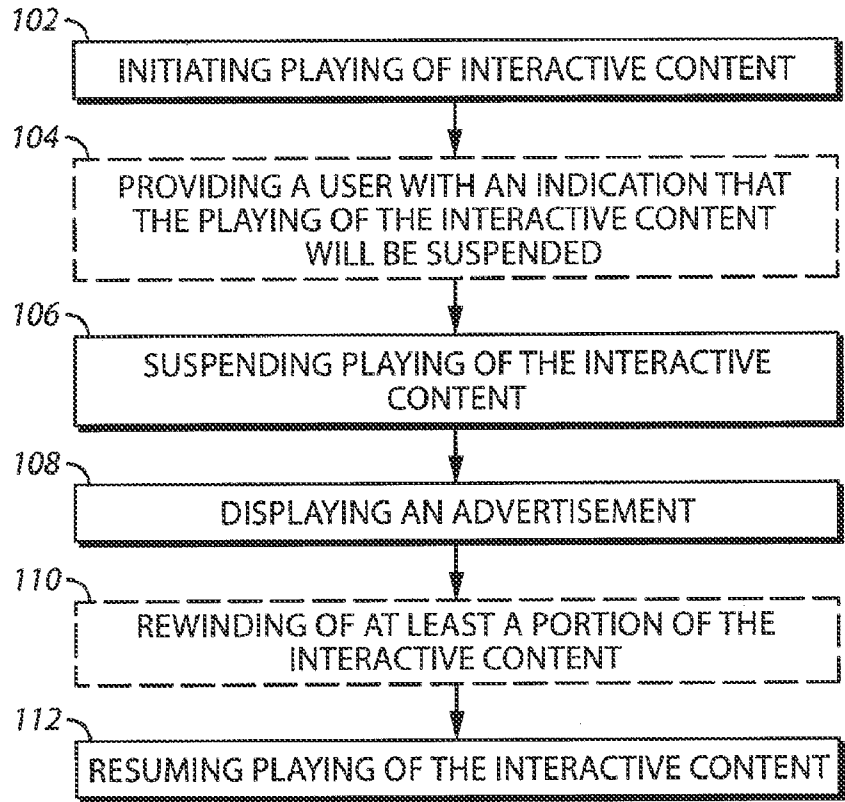 102
INITIATING PLAYING OF INTERACTIVE CONTENT
104
PROVIDING A USER WITH AN INDICATION THAT
THE PLAYING OF THE INTERACTIVE CONTENT
WILL BE SUSPENDED
106
SUSPENDING PLAYING OF THE INTERACTIVE
CONTENT
108
DISPLAYING AN ADVERTISEMENT
110
REWINDING OF AT LEAST A PORTION OF THE
INTERACTIVE CONTENT
112
RESUMING PLAYING OF THE INTERACTIVE CONTENT